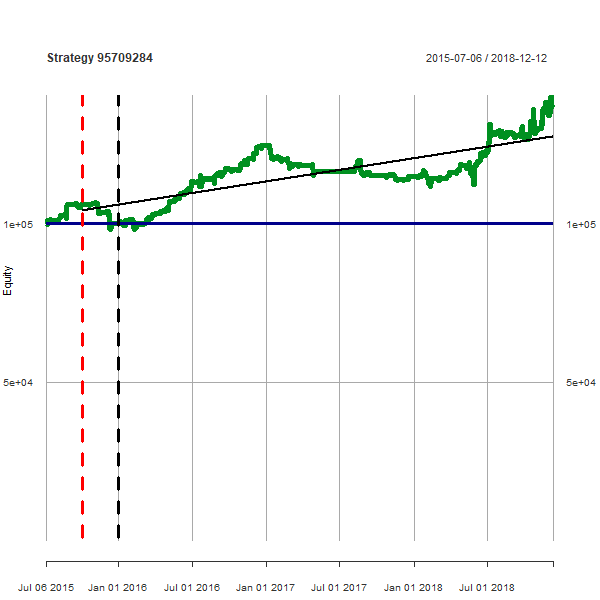 Strategy 95709284
2015-07-06 / 2018-12-12
1e+05
1e+05
Equity
5e+04
5e+04
Jul 06 2015
Jan 01 2016
Jul 01 2016
Jan 01 2017
Jul 01 2017
Jan 01 2018
Jul 01 2018